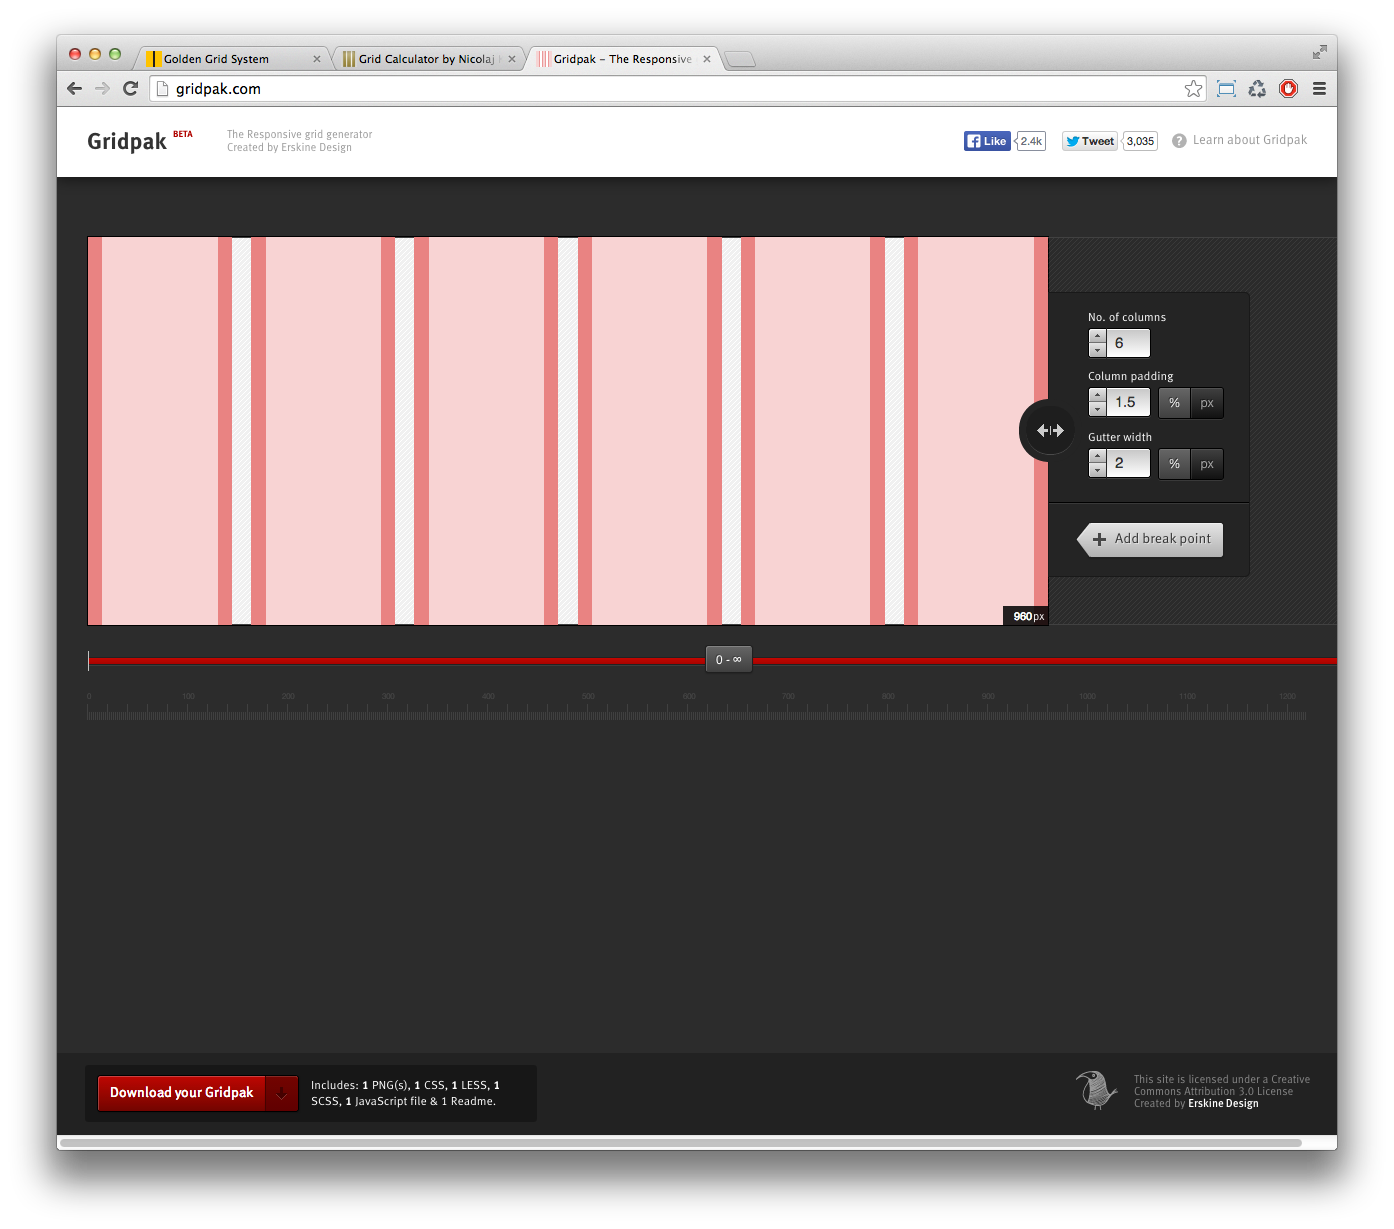 Golden Grid System
Grid Calculator by Nicolaj
Gridpak – The Responsive
gridpak.com
Gridpak BETA
The Responsive grid generator
Created by Erskine Design
Like 2.4k
Tweet 3,035
? Learn about Gridpak
No. of columns
6
Column padding
1.5 % px
Gutter width
2 % px
Add break point
960px
0 - ∞
0 100 200 300 400 500 600 700 800 900 1000 1100 1200
Download your Gridpak
Includes: 1 PNG(s), 1 CSS, 1 LESS, 1
SCSS, 1 JavaScript file & 1 Readme.
This site is licensed under a Creative
Commons Attribution 3.0 License
Created by Erskine Design